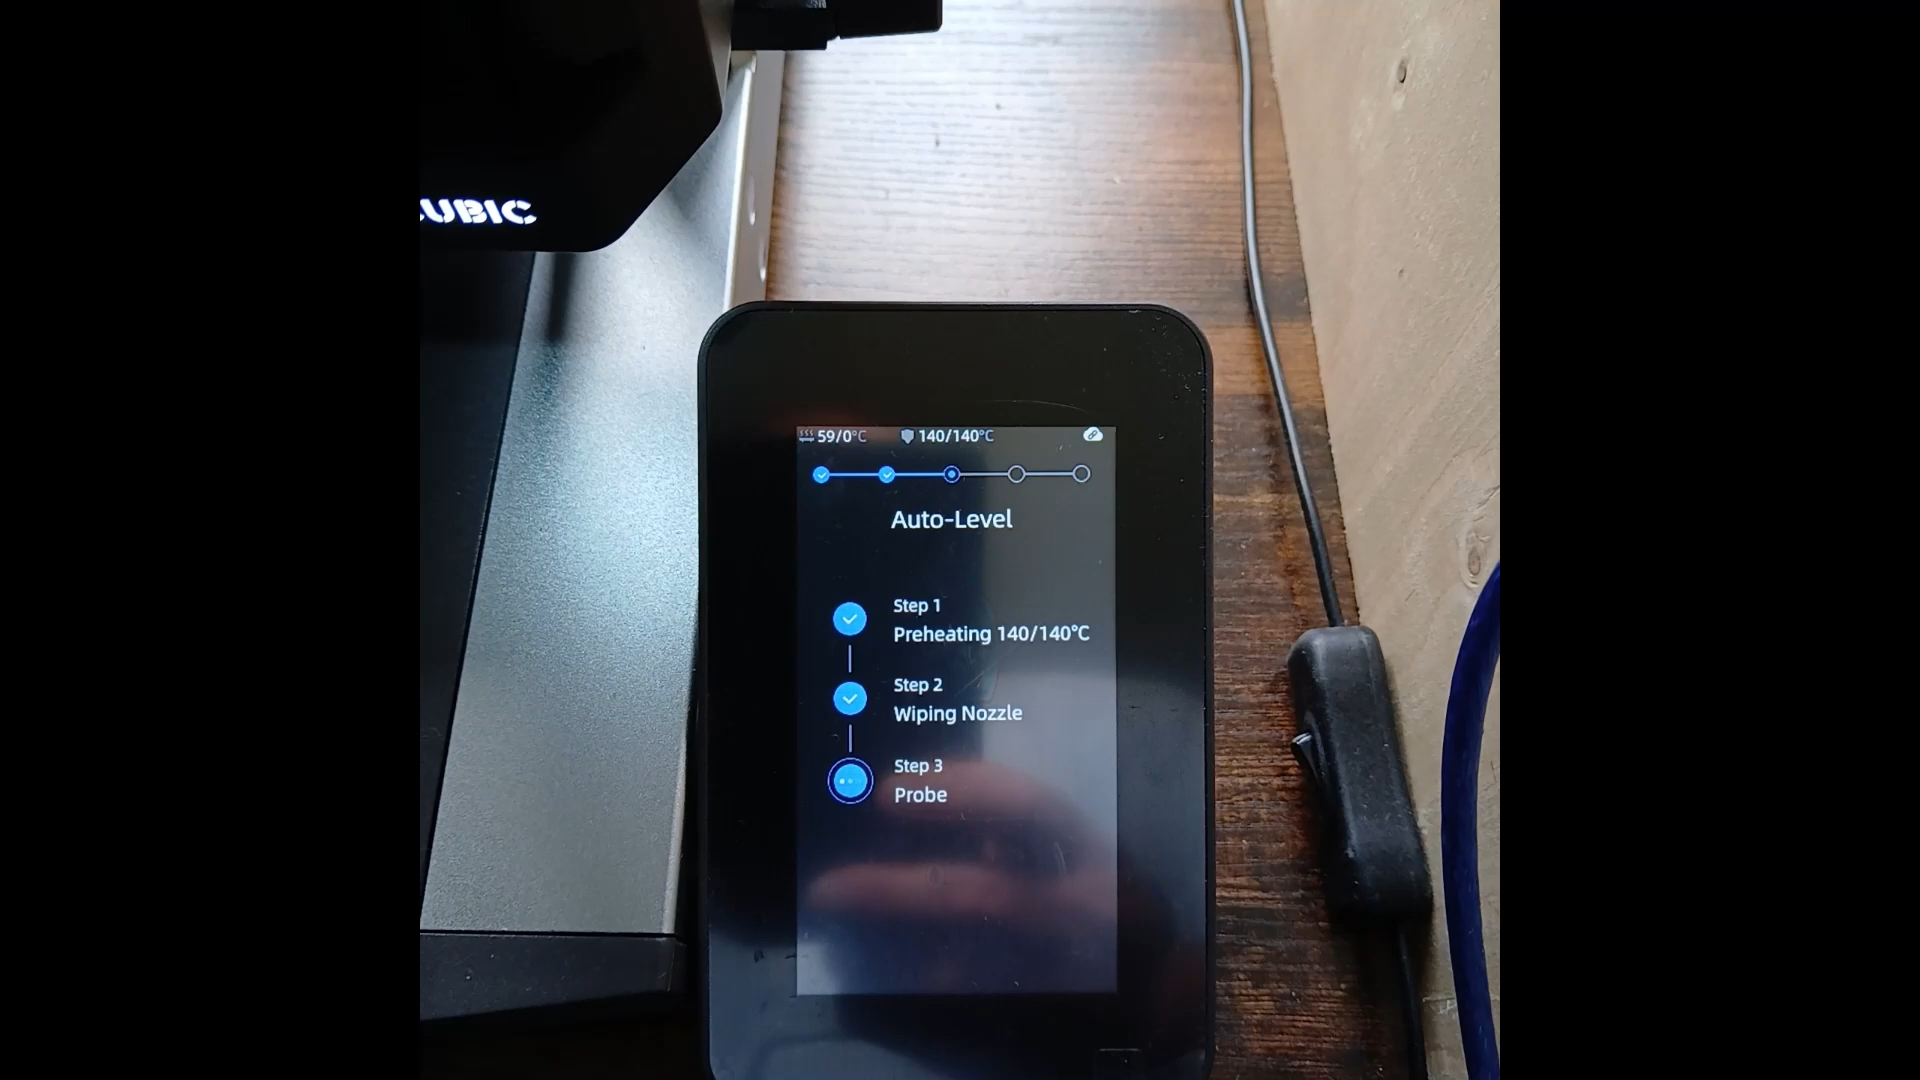 UBIC
59/0°C 140/140°C
Auto-Level
Step 1
Preheating 140/140°C
Step 2
Wiping Nozzle
Step 3
Probe